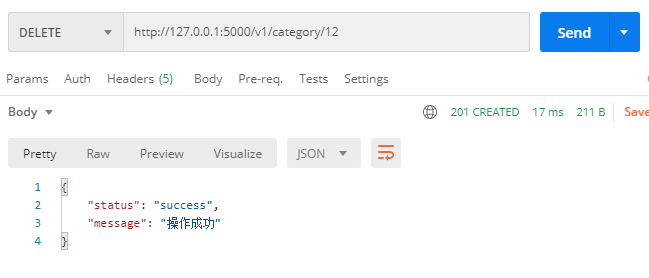 DELETE http://127.0.0.1:5000/v1/category/12 Send
Params Auth Headers (5) Body Pre-req. Tests Settings
Body 201 CREATED 17 ms 211 B Save
Pretty Raw Preview Visualize JSON
1 {
2 "status": "success",
3 "message": "操作成功"
4 }